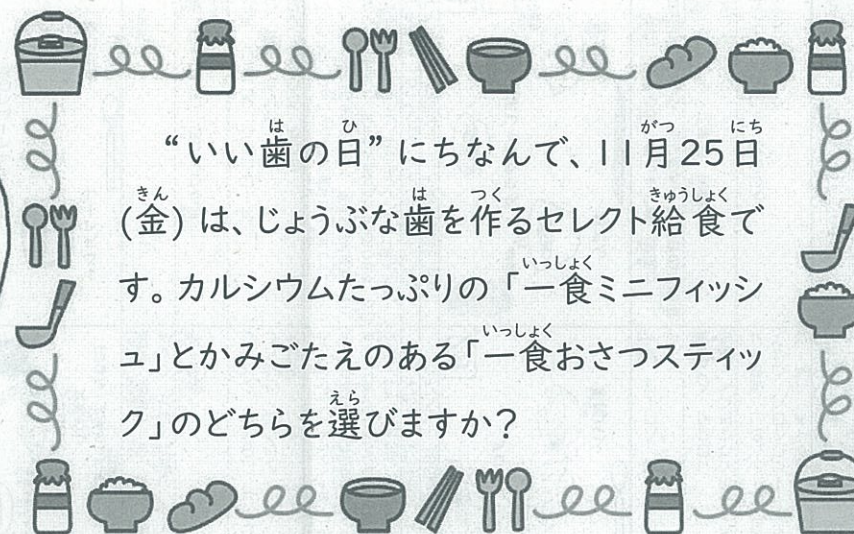 “いい歯の日”にちなんで、11月25日
(金)は、じょうぶな歯を作るセレクト給食で
す。カルシウムたっぷりの「一食ミニフィッシ
ュ」とかみごたえのある「一食おさつスティッ
ク」のどちらを選びますか?